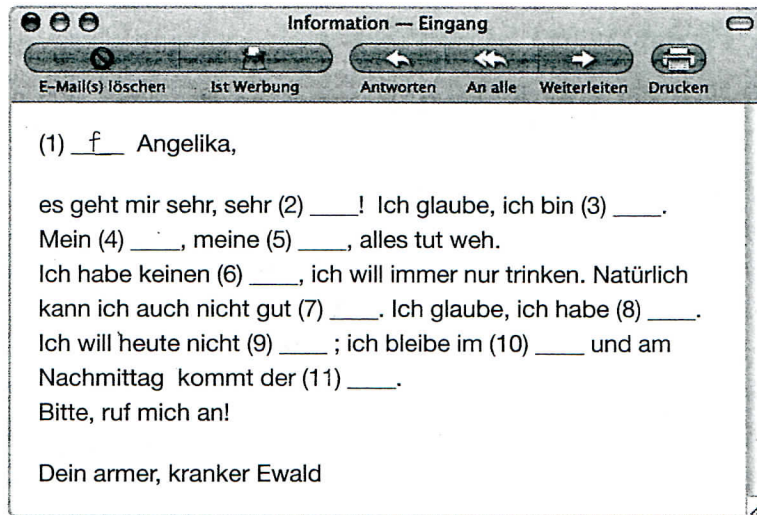 Information — Eingang
E-Mail(s) löschen Ist Werbung Antworten An alle Weiterleiten Drucken
(1) __f__ Angelika,
es geht mir sehr, sehr (2) ____! Ich glaube, ich bin (3) ____.
Mein (4) ____, meine (5) ____, alles tut weh.
Ich habe keinen (6) ____, ich will immer nur trinken. Natürlich
kann ich auch nicht gut (7) ____. Ich glaube, ich habe (8) ____.
Ich will heute nicht (9) ____ ; ich bleibe im (10) ____ und am
Nachmittag kommt der (11) ____.
Bitte, ruf mich an!
Dein armer, kranker Ewald